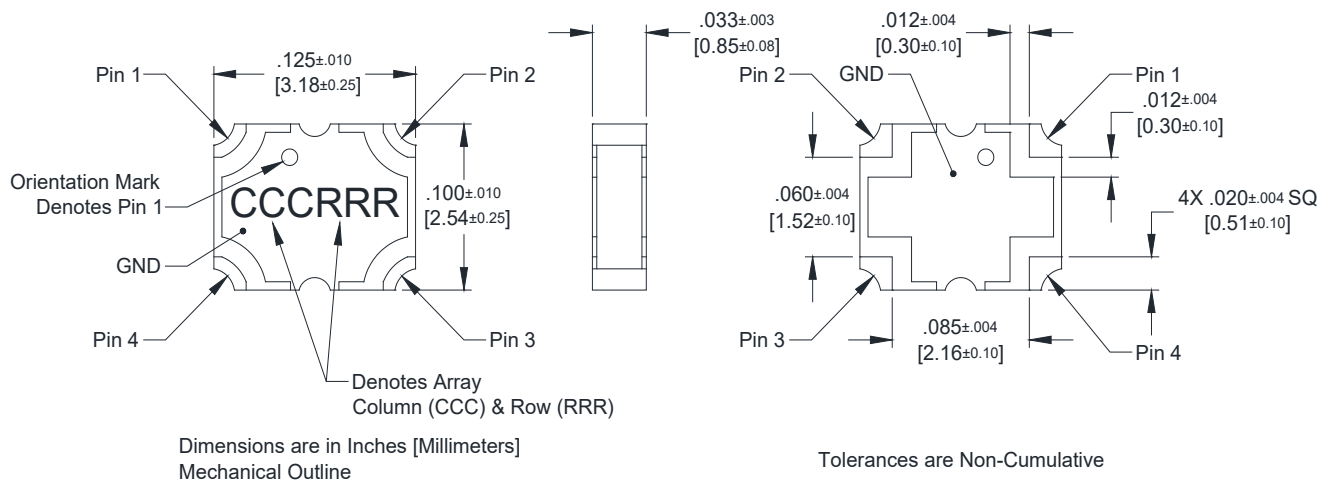 .125±.010
[3.18±0.25]
Pin 1
Pin 2
Orientation Mark
Denotes Pin 1
CCCRRR
.100±.010
[2.54±0.25]
GND
Pin 4
Pin 3
Denotes Array
Column (CCC) & Row (RRR)
Dimensions are in Inches [Millimeters]
Mechanical Outline
.033±.003
[0.85±0.08]
.012±.004
[0.30±0.10]
Pin 2
GND
Pin 1
.012±.004
[0.30±0.10]
.060±.004
[1.52±0.10]
4X .020±.004 SQ
[0.51±0.10]
Pin 3
.085±.004
[2.16±0.10]
Pin 4
Tolerances are Non-Cumulative